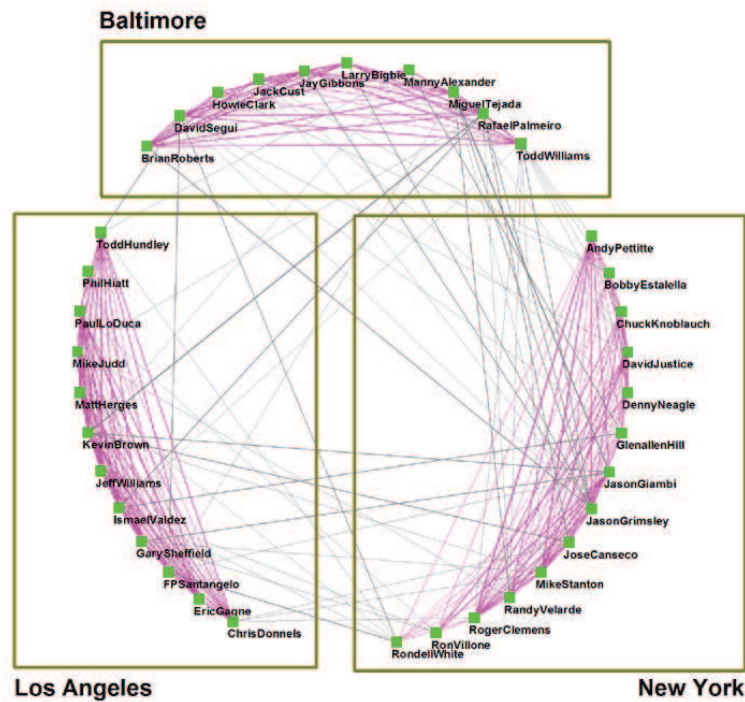 Baltimore
LarryBigbie
MannyAlexander
JayGibbons
JackCust
MiguelTejada
HowieClark
RafaelPalmeiro
DavidSegui
ToddWilliams
BrianRoberts
ToddHundley
PhilHiatt
PaulLoDuca
MikeJudd
MattHerges
KevinBrown
JeffWilliams
IsmaelValdez
GarySheffield
FPSantangelo
EricGagne
ChrisDonnels
AndyPettitte
BobbyEstalella
ChuckKnoblauch
DavidJustice
DennyNeagle
GlenallenHill
JasonGiambi
JasonGrimsley
JoseCanseco
MikeStanton
RandyVelarde
RogerClemens
RonVillone
RondellWhite
Los Angeles
New York